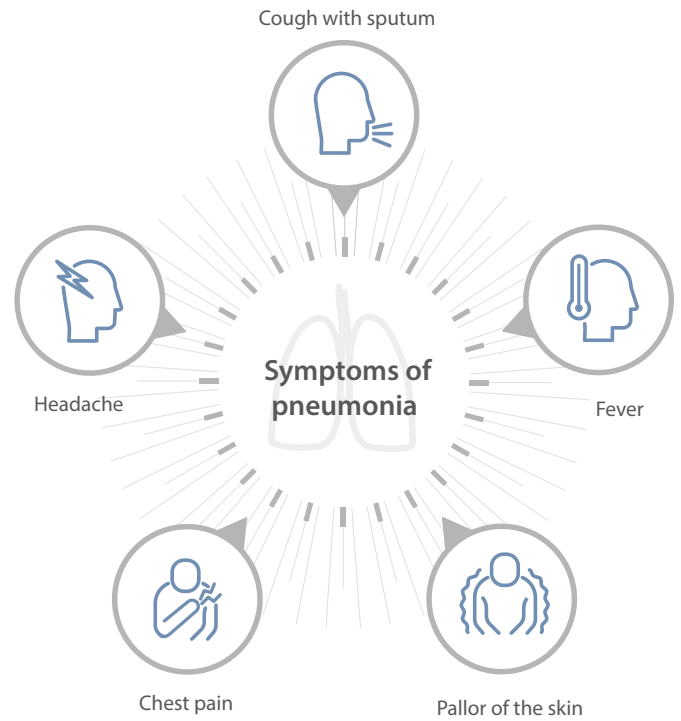 Cough with sputum
Headache
Symptoms of
pneumonia
Fever
Chest pain
Pallor of the skin